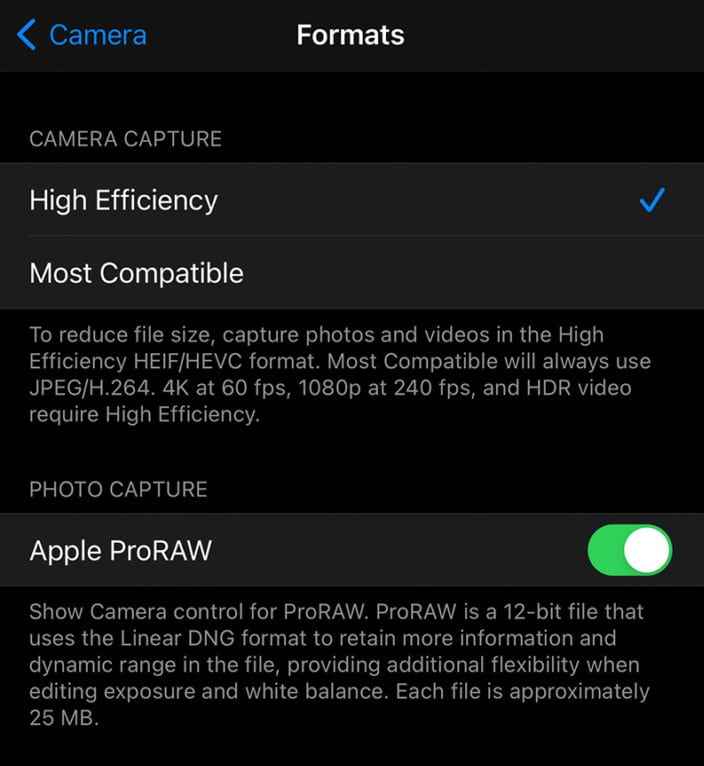 Camera
Formats
CAMERA CAPTURE
High Efficiency
Most Compatible
To reduce file size, capture photos and videos in the High
Efficiency HEIF/HEVC format. Most Compatible will always use
JPEG/H.264. 4K at 60 fps, 1080p at 240 fps, and HDR video
require High Efficiency.
PHOTO CAPTURE
Apple ProRAW
Show Camera control for ProRAW. ProRAW is a 12-bit file that
uses the Linear DNG format to retain more information and
dynamic range in the file, providing additional flexibility when
editing exposure and white balance. Each file is approximately
25 MB.